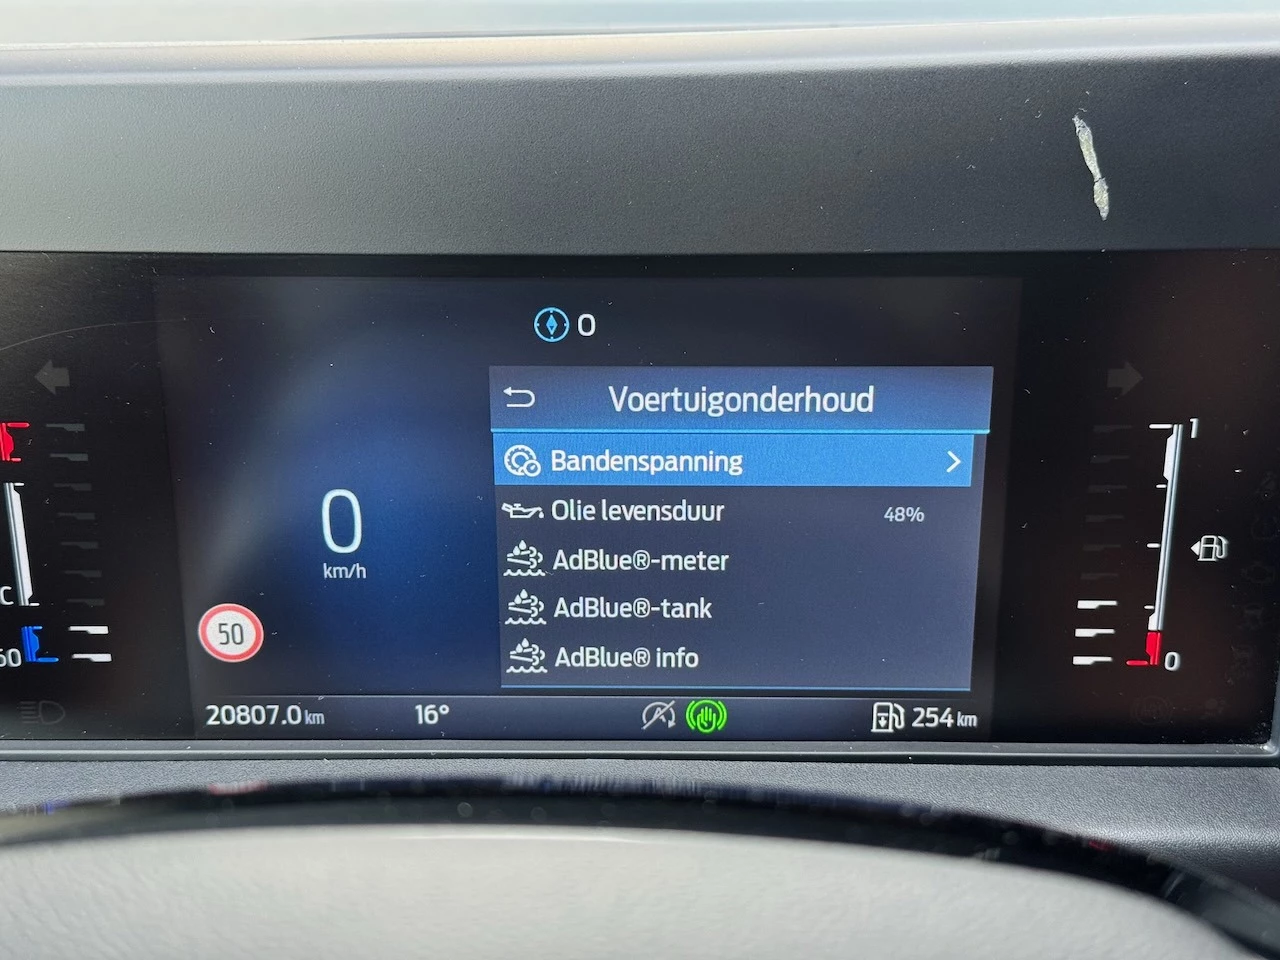 0
Voertuigonderhoud
Bandenspanning
Olie levensduur 48%
AdBlue®-meter
AdBlue®-tank
AdBlue® info
0
km/h
50
C
60
1
0
20807.0 km 16° A 254 km